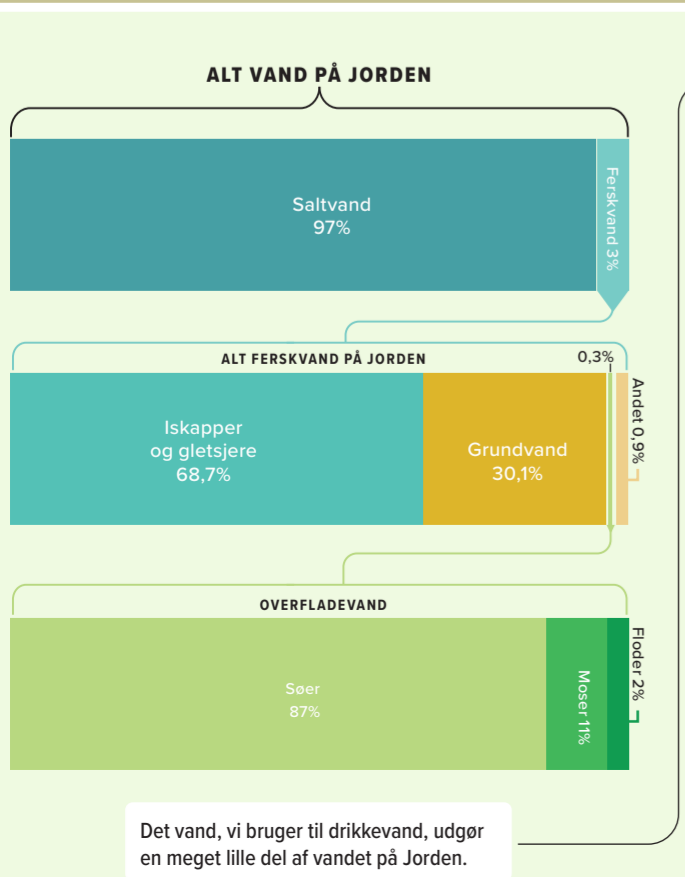 ALT VAND PÅ JORDEN
Saltvand
97%
Ferskvand 3%
ALT FERSKVAND PÅ JORDEN
0,3%
Iskapper
og gletsjere
68,7%
Grundvand
30,1%
Andet 0,9%
OVERFLADEVAND
Søer
87%
Moser 11%
Floder 2%
Det vand, vi bruger til drikkevand, udgør
en meget lille del af vandet på Jorden.